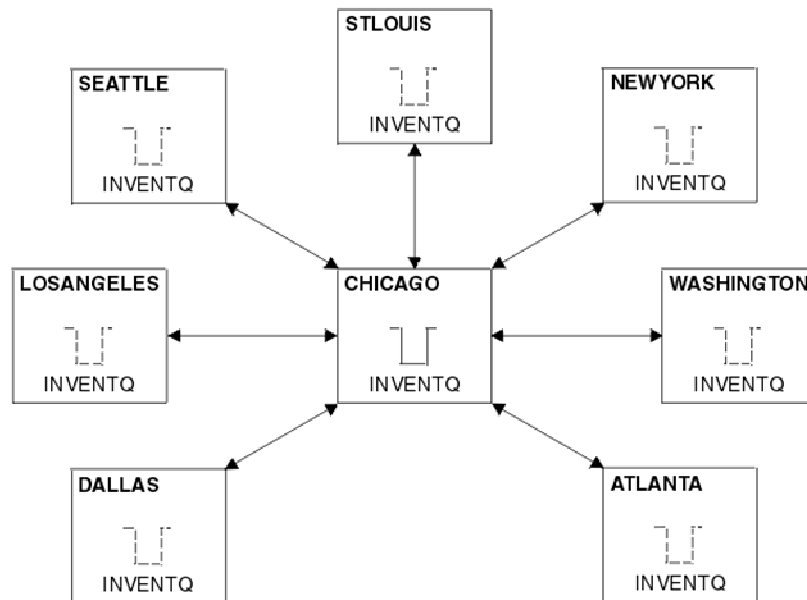 STLOUIS
INVENTQ
SEATTLE
INVENTQ
NEWYORK
INVENTQ
LOSANGELES
INVENTQ
CHICAGO
INVENTQ
WASHINGTON
INVENTQ
DALLAS
INVENTQ
ATLANTA
INVENTQ